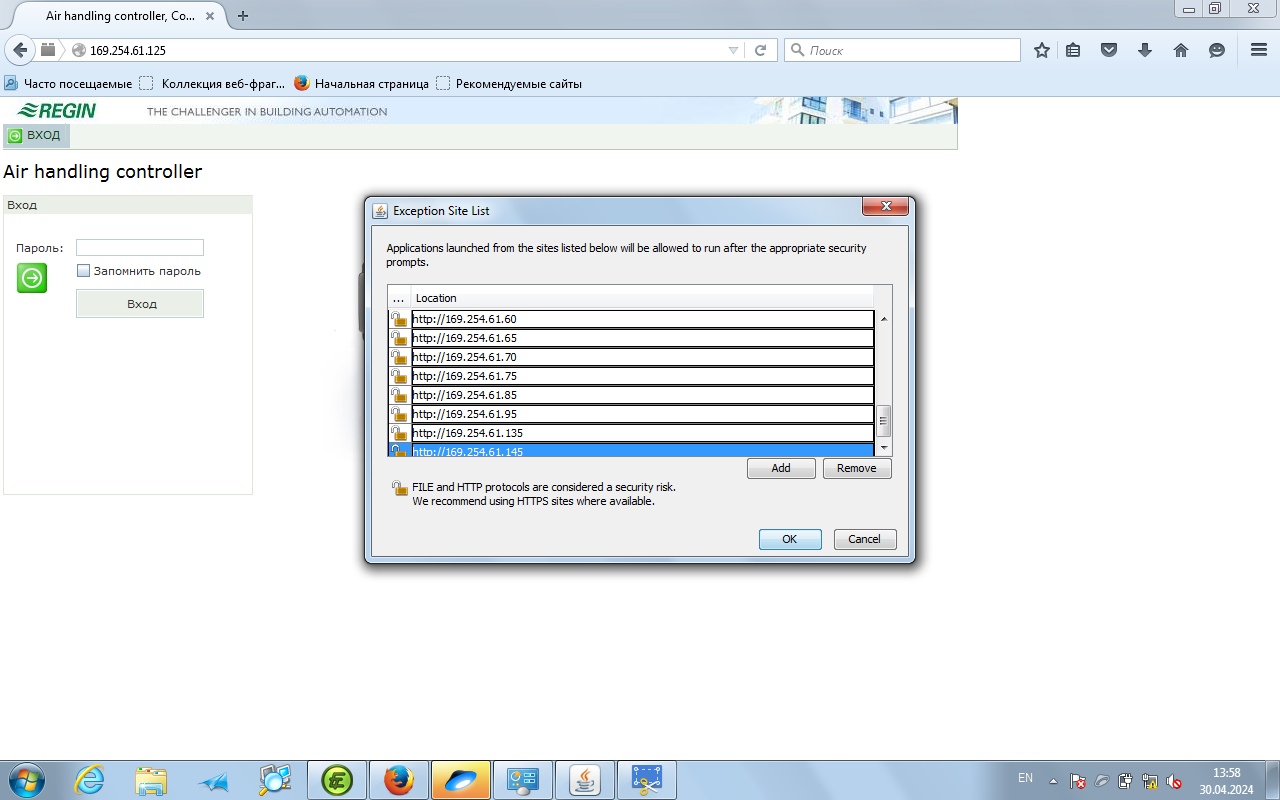 Air handling controller, Co...
169.254.61.125
Поиск
Часто посещаемые
Коллекция веб-фраг...
Начальная страница
Рекомендуемые сайты
REGIN
THE CHALLENGER IN BUILDING AUTOMATION
ВХОД
Air handling controller
Вход
Пароль:
Запомнить пароль
Вход
Exception Site List
Applications launched from the sites listed below will be allowed to run after the appropriate security
prompts.
... Location
http://169.254.61.60
http://169.254.61.65
http://169.254.61.70
http://169.254.61.75
http://169.254.61.85
http://169.254.61.95
http://169.254.61.135
http://169.254.61.145
Add
Remove
FILE and HTTP protocols are considered a security risk.
We recommend using HTTPS sites where available.
OK
Cancel
EN
13:58
30.04.2024